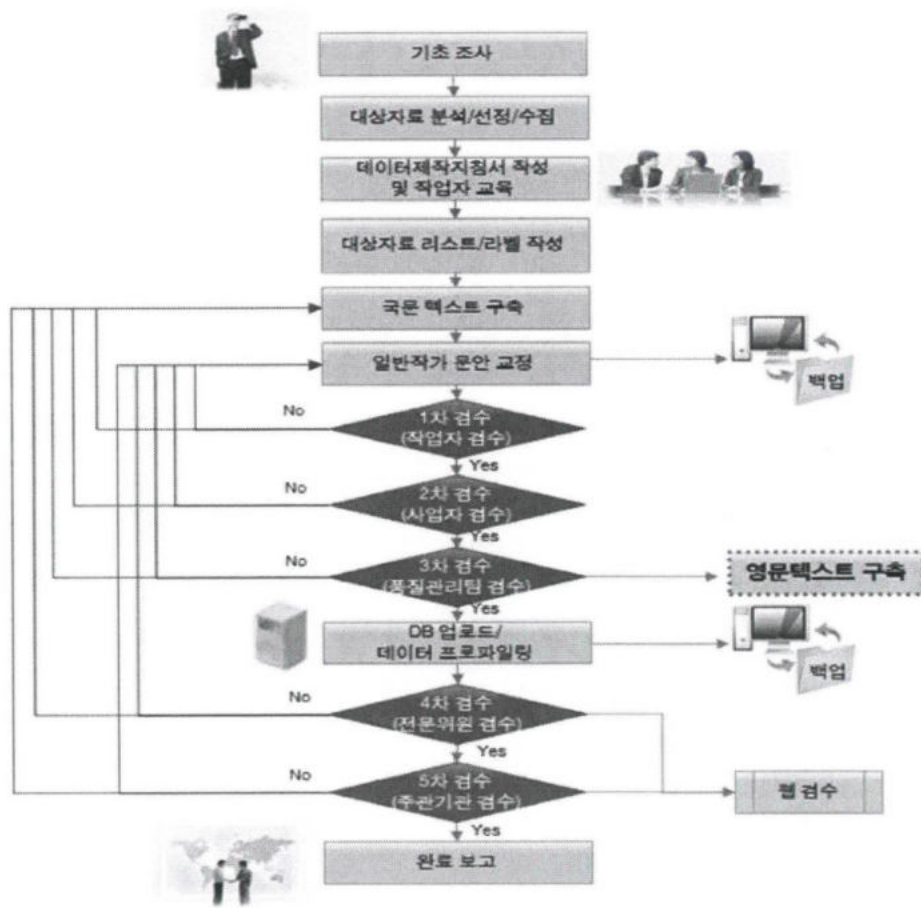 기초 조사
대상자료 분석/선정/수집
데이터제작지침서 작성
및 작업자 교육
대상자료 리스트/라벨 작성
국문 텍스트 구축
일반작가 문안 교정
백업
No
1차 검수
(작업자 검수)
Yes
No
2차 검수
(사업자 검수)
Yes
No
3차 검수
(품질관리팀 검수)
영문텍스트 구축
Yes
DB 업로드/
데이터 프로파일링
백업
No
4차 검수
(전문위원 검수)
Yes
No
5차 검수
(주관기관 검수)
웹 검수
Yes
완료 보고